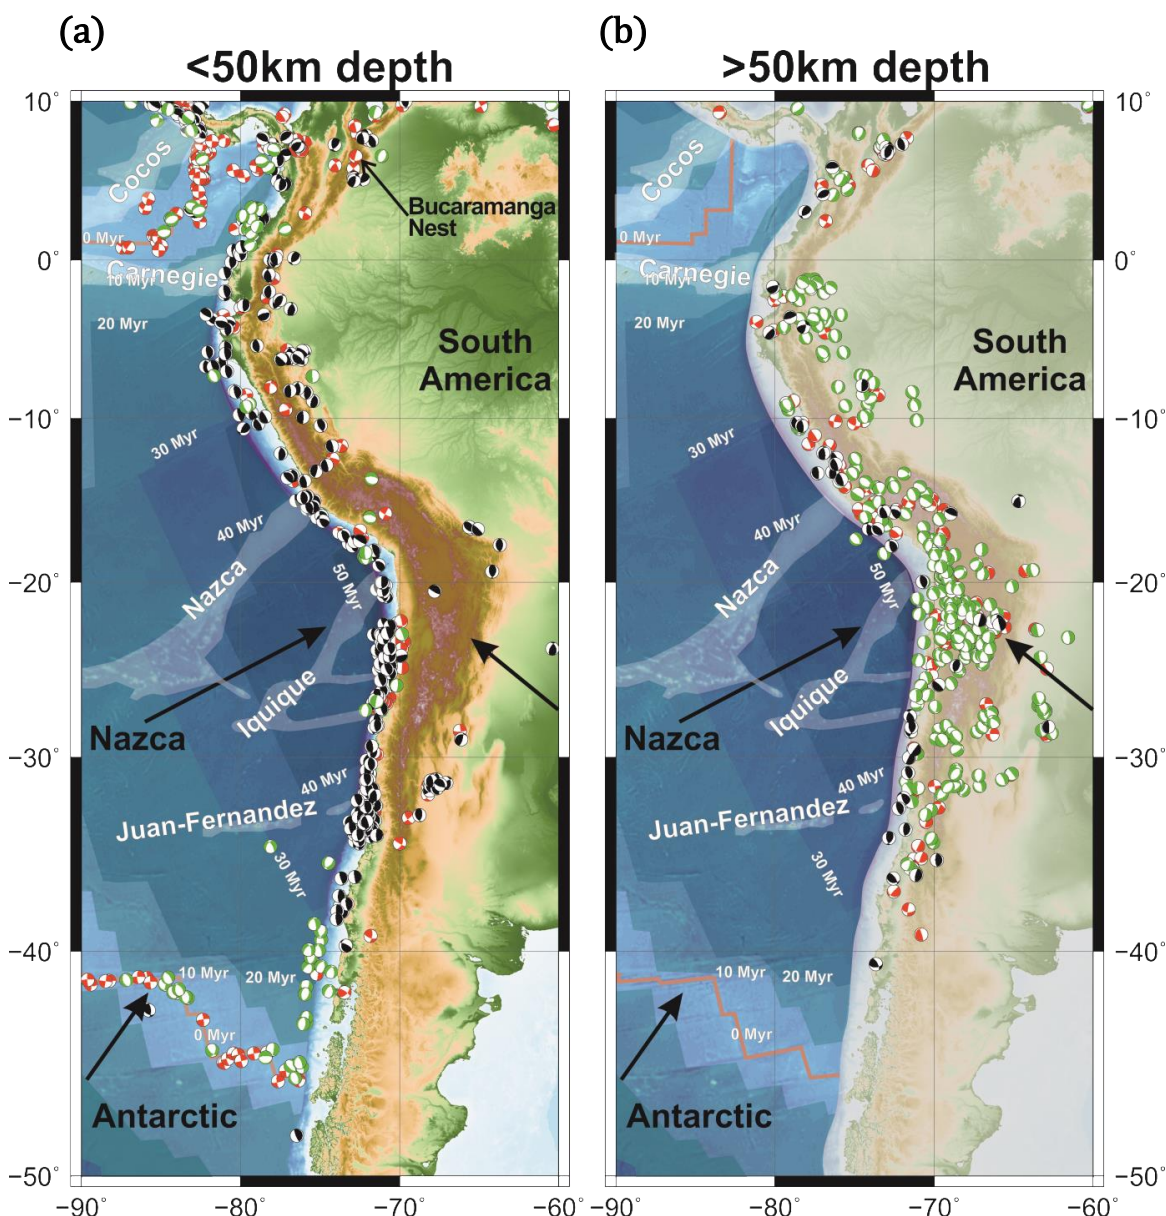 (a)
<50km depth
10°
0°
−10°
−20°
−30°
−40°
−50°
−90°
−80°
−70°
−60°
Cocos
0 Myr
Carnegie
10 Myr
20 Myr
30 Myr
40 Myr
Nazca
50 Myr
Iquique
Nazca
40 Myr
Juan-Fernandez
30 Myr
10 Myr
20 Myr
0 Myr
Antarctic
Bucaramanga
Nest
South
America
(b)
>50km depth
10°
0°
−10°
−20°
−30°
−40°
−50°
−90°
−80°
−70°
−60°
Cocos
0 Myr
Carnegie
10 Myr
20 Myr
30 Myr
40 Myr
Nazca
50 Myr
Iquique
Nazca
40 Myr
Juan-Fernandez
30 Myr
10 Myr
20 Myr
0 Myr
Antarctic
South
America